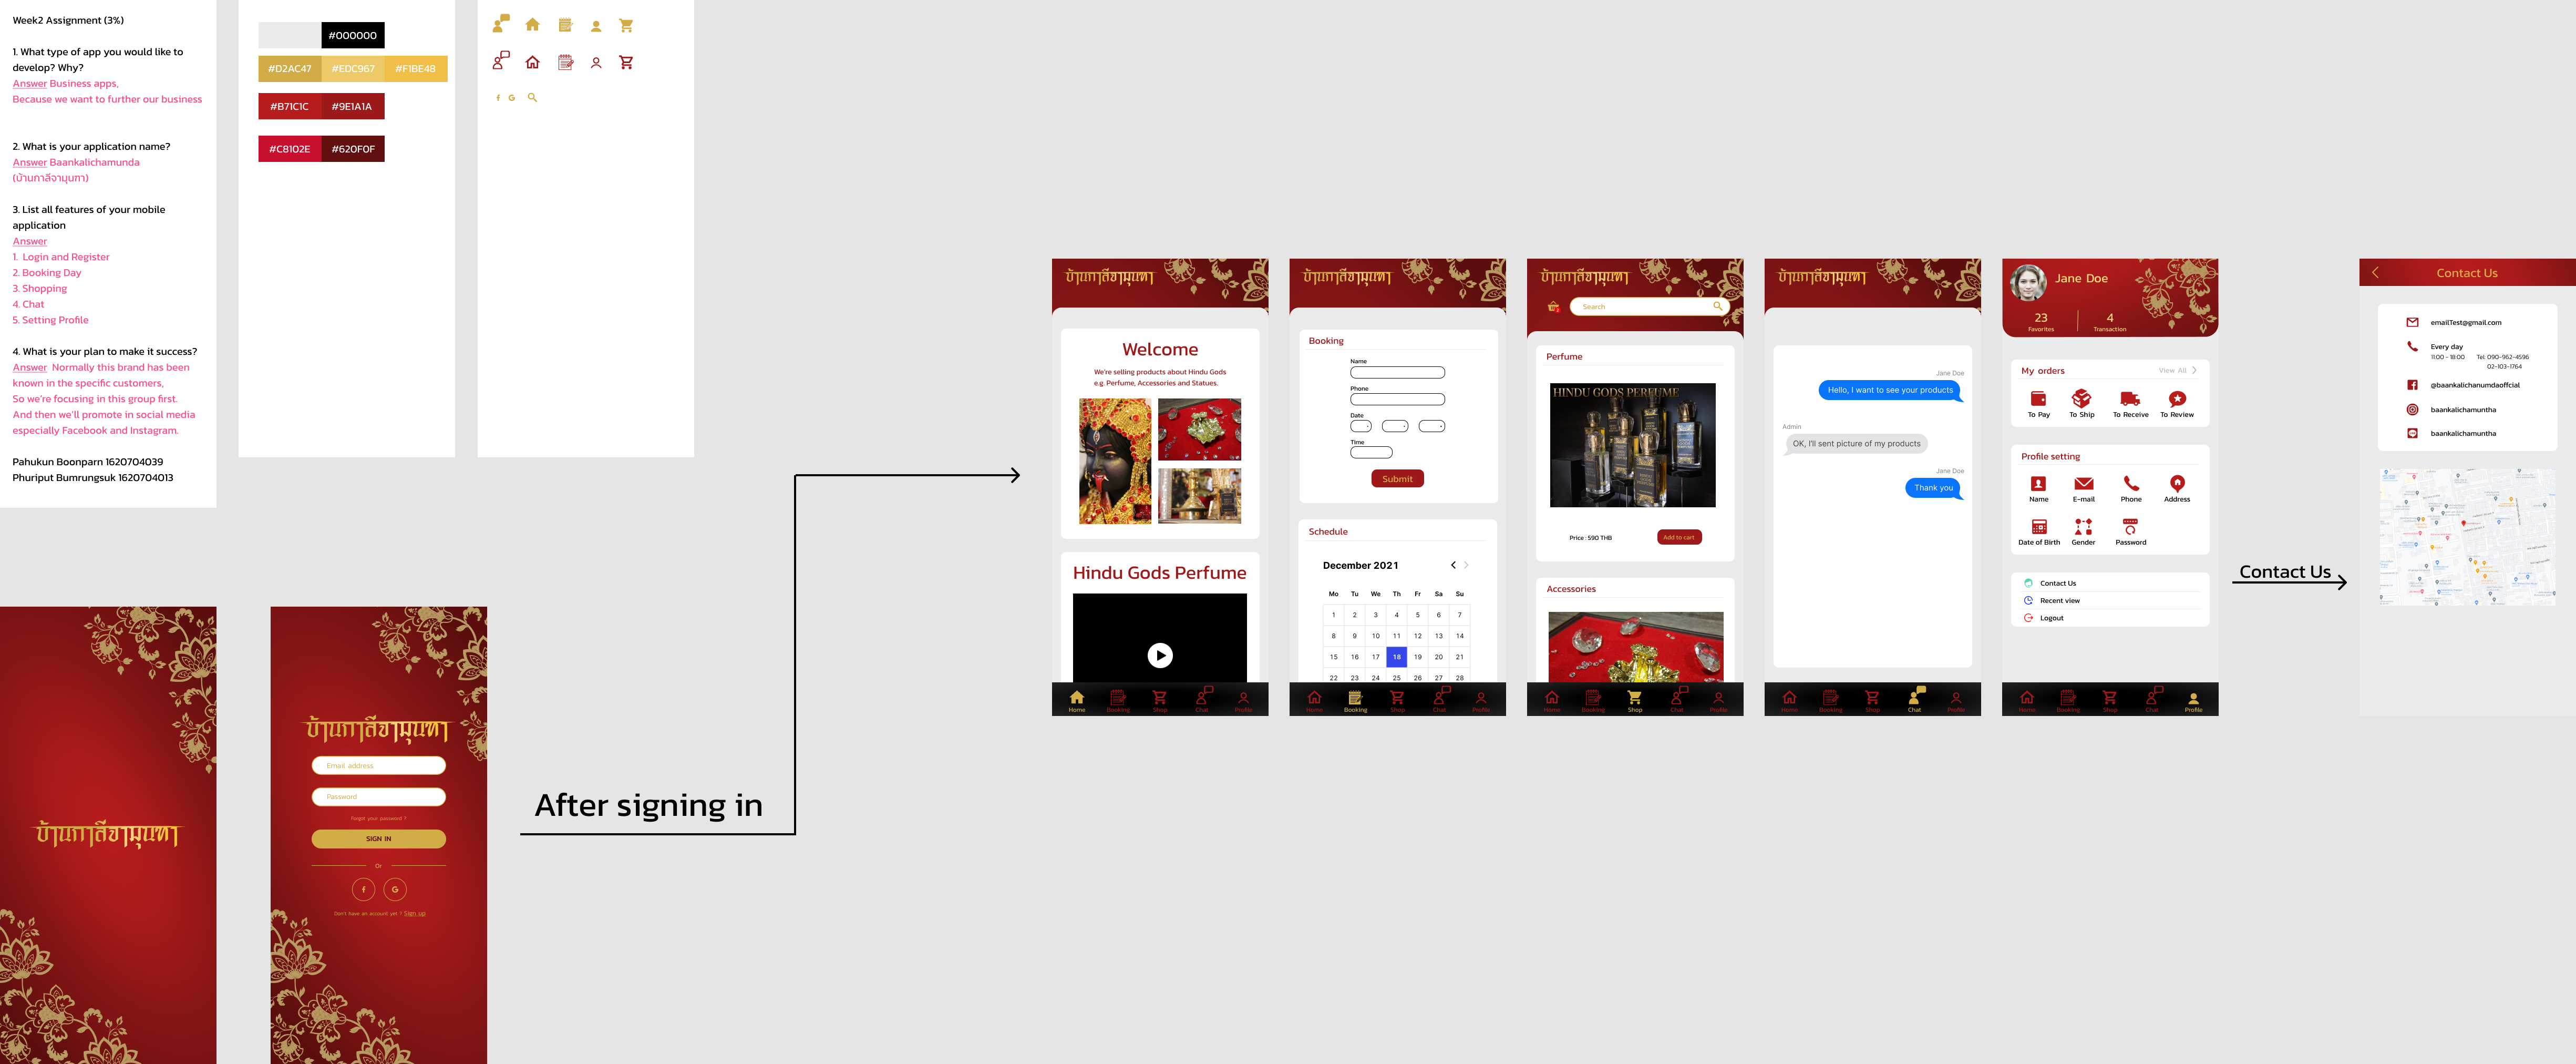 Week2 Assignment (3%)
1. What type of app you would like to
develop? Why?
Answer Business apps,
Because we want to further our business
2. What is your application name?
Answer Baankalichamunda
(บ้านกาลีจามุนฑา)
3. List all features of your mobile
application
Answer
1. Login and Register
2. Booking Day
3. Shopping
4. Chat
5. Setting Profile
4. What is your plan to make it success?
Answer Normally this brand has been
known in the specific customers,
So we're focusing in this group first.
And then we'll promote in social media
especially Facebook and Instagram.
Pahukun Boonparn 1620704039
Phuriput Bumrungsuk 1620704013
#000000
#D2AC47 #EDC967 #F1BE48
#B71C1C #9E1A1A
#C8102E #620F0F
บ้านกาลีจามุนฑา
บ้านกาลีจามุนฑา
Email address
Password
Forgot your password ?
SIGN IN
Or
Don't have an account yet ? Sign up
After signing in
บ้านกาลีจามุนฑา
Welcome
We're selling products about Hindu Gods
e.g. Perfume, Accessories and Statues.
Hindu Gods Perfume
Home Booking Shop Chat Profile
บ้านกาลีจามุนฑา
Booking
Name
Phone
Date
Time
Submit
Schedule
December 2021
Mo Tu We Th Fr Sa Su
1 2 3 4 5 6 7
8 9 10 11 12 13 14
15 16 17 18 19 20 21
22 23 24 25 26 27 28
Home Booking Shop Chat Profile
บ้านกาลีจามุนฑา
Search
Perfume
HINDU GODS PERFUME
Price : 590 THB
Add to cart
Accessories
Home Booking Shop Chat Profile
บ้านกาลีจามุนฑา
Jane Doe
Hello, I want to see your products
Admin
OK, I'll sent picture of my products
Jane Doe
Thank you
Home Booking Shop Chat Profile
Jane Doe
23 4
Favorites Transaction
My orders View All
To Pay To Ship To Receive To Review
Profile setting
Name E-mail Phone Address
Date of Birth Gender Password
Contact Us
Recent view
Logout
Home Booking Shop Chat Profile
Contact Us
Contact Us
emailTest@gmail.com
Every day
11:00 - 18:00 Tel: 090-962-4596
02-103-1764
@baankalichanumdaoffcial
baankalichamuntha
baankalichamuntha